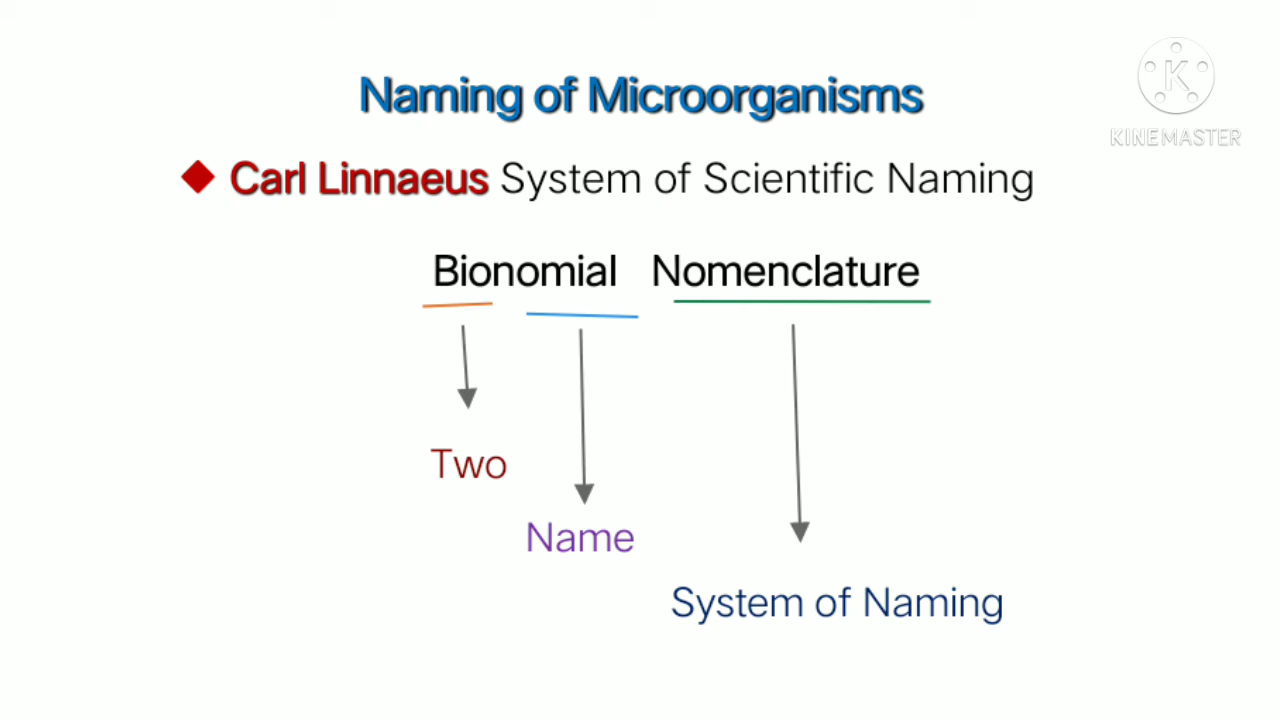 Naming of Microorganisms
K
KINEMASTER
Carl Linnaeus System of Scientific Naming
Bionomial Nomenclature
Two
Name
System of Naming